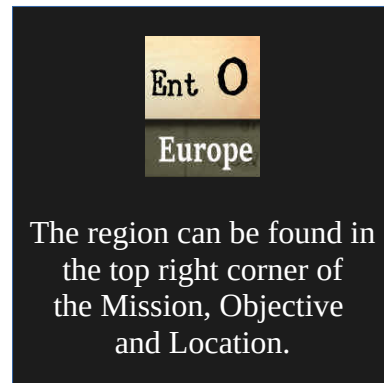 Ent O
Europe
The region can be found in
the top right corner of
the Mission, Objective
and Location.